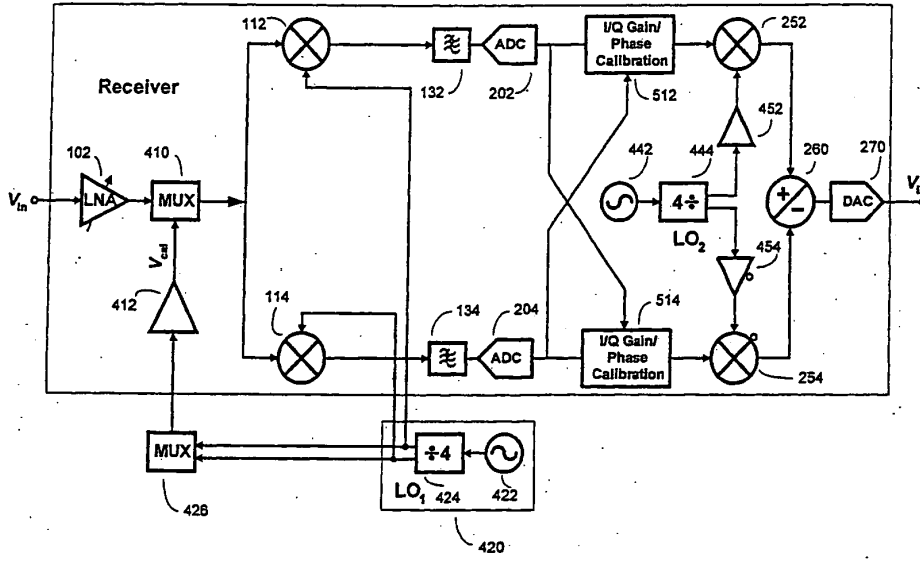 112
132
ADC
202
I/Q Gain/
Phase
Calibration
512
252
452
Receiver
102
LNA
410
MUX
V_in
V_cal
412
442
444
4÷
LO₂
260
+
−
270
DAC
V
454
114
134
204
ADC
514
I/Q Gain/
Phase
Calibration
254
MUX
426
÷4
LO₁
424
422
420